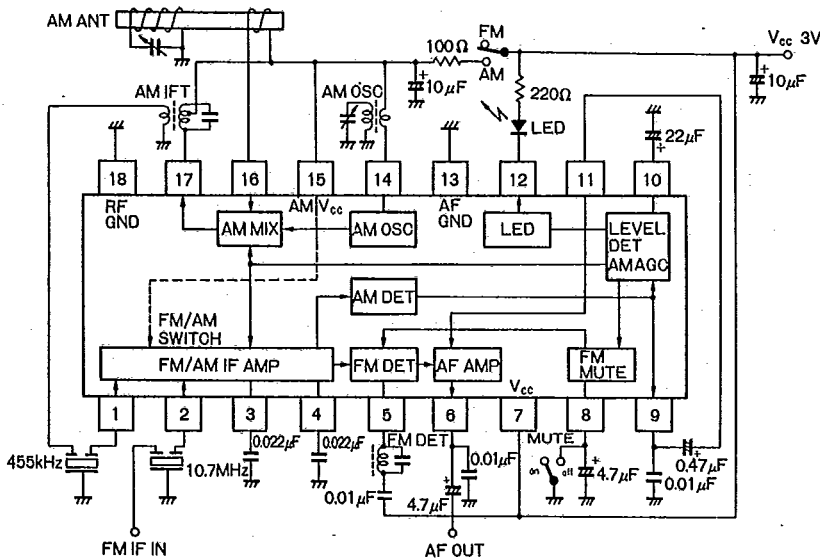 AM ANT
FM
Vcc 3V
100Ω
AM
10μF
10μF
AM IFT
AM OSC
220Ω
LED
22μF
18
17
16
15
14
13
12
11
10
RF GND
AM Vcc
AF GND
AM MIX
AM OSC
LED
LEVEL
DET
AM AGC
AM DET
FM/AM
SWITCH
FM/AM IF AMP
FM DET
AF AMP
FM
MUTE
Vcc
1
2
3
4
5
6
7
8
9
0.022μF
0.022μF
FM DET
MUTE
455kHz
10.7MHz
0.01μF
4.7μF
0.01μF
on
off
4.7μF
0.47μF
0.01μF
FM IF IN
AF OUT